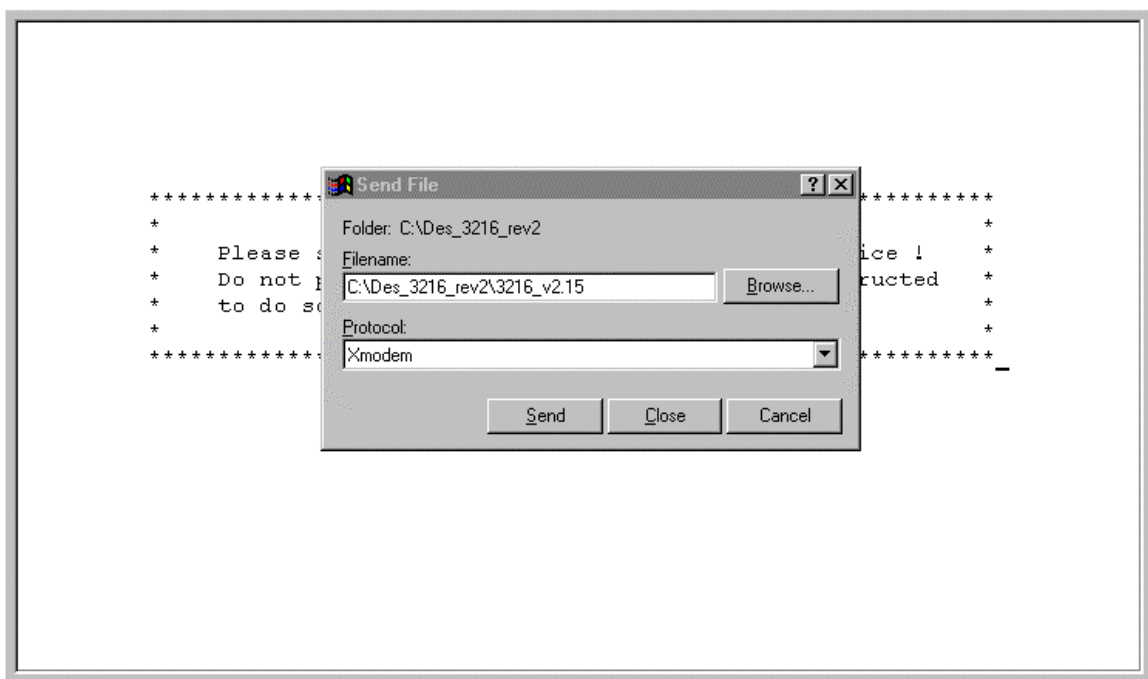 Send File
Folder: C:\Des_3216_rev2
Filename:
C:\Des_3216_rev2\3216_v2.15
Browse...
Protocol:
Xmodem
Send Close Cancel
*************  **********
* *
* Please ice ! *
* Do not ructed *
* to do *
* *
*************  **********_